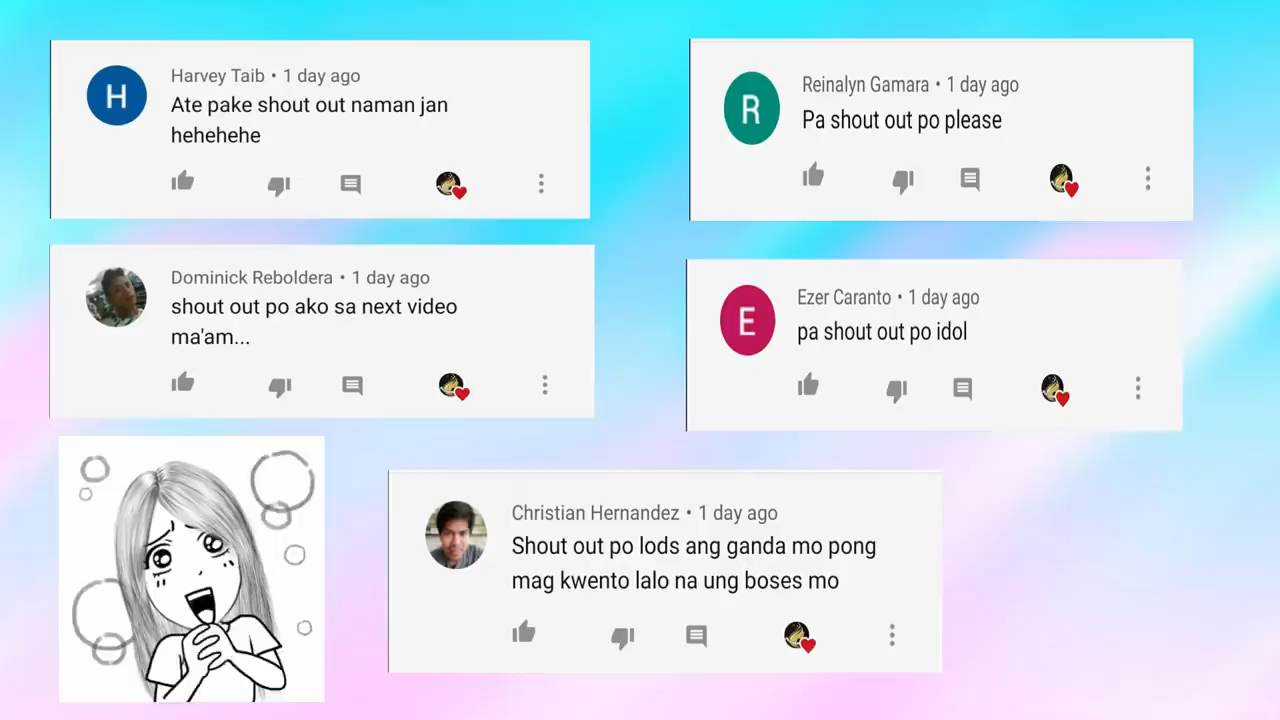 H
Harvey Taib • 1 day ago
Ate pake shout out naman jan
hehehehe
R
Reinalyn Gamara • 1 day ago
Pa shout out po please
Dominick Reboldera • 1 day ago
shout out po ako sa next video
ma'am...
E
Ezer Caranto • 1 day ago
pa shout out po idol
Christian Hernandez • 1 day ago
Shout out po lods ang ganda mo pong
mag kwento lalo na ung boses mo